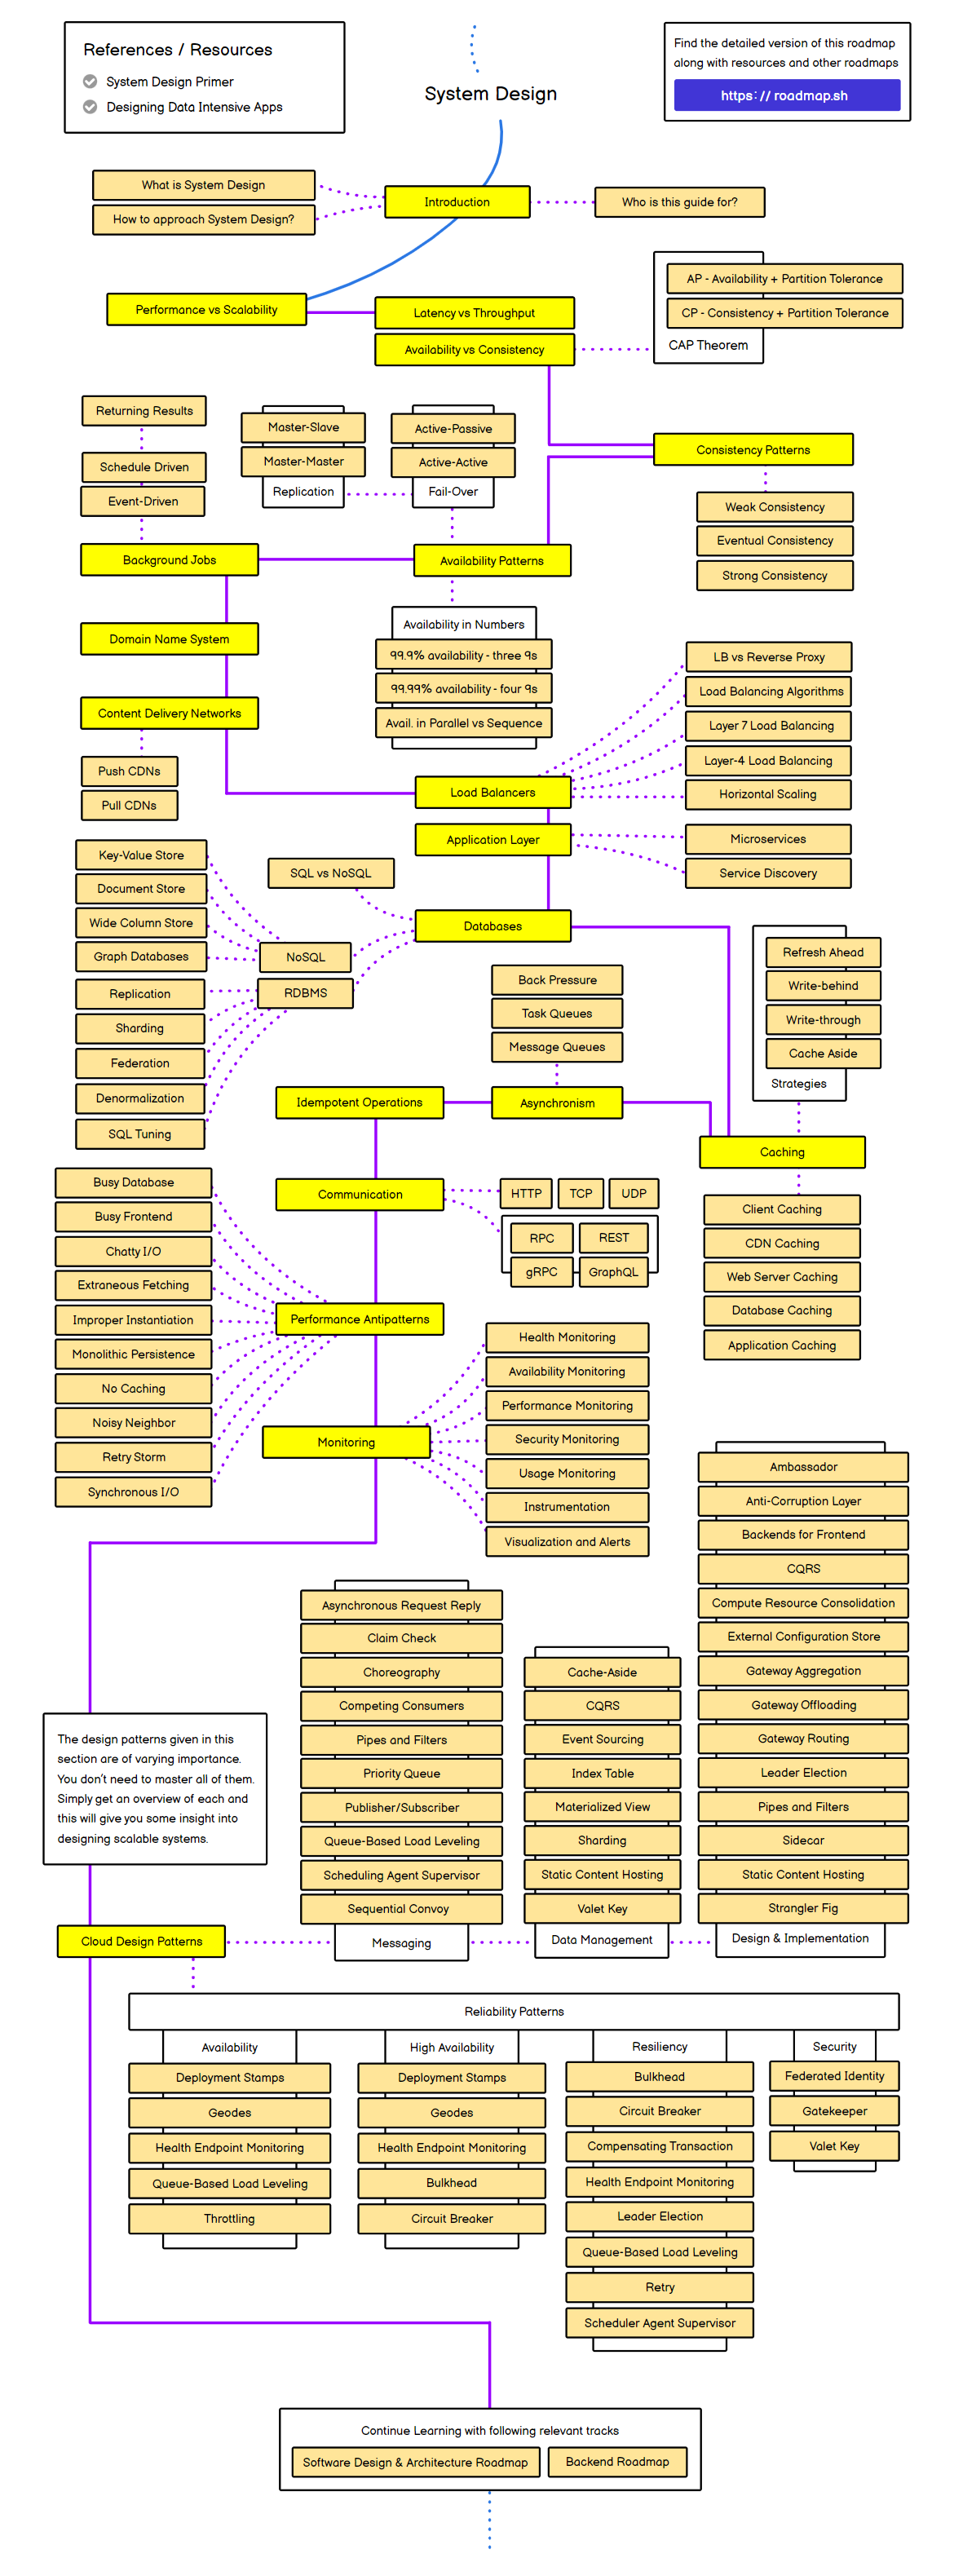 References / Resources
System Design Primer
Designing Data Intensive Apps
System Design
Find the detailed version of this roadmap
along with resources and other roadmaps
https://roadmap.sh
What is System Design
How to approach System Design?
Introduction
Who is this guide for?
Performance vs Scalability
Latency vs Throughput
Availability vs Consistency
AP - Availability + Partition Tolerance
CP - Consistency + Partition Tolerance
CAP Theorem
Returning Results
Schedule Driven
Event-Driven
Master-Slave
Master-Master
Replication
Active-Passive
Active-Active
Fail-Over
Consistency Patterns
Weak Consistency
Eventual Consistency
Strong Consistency
Background Jobs
Availability Patterns
Domain Name System
Availability in Numbers
99.9% availability - three 9s
99.99% availability - four 9s
Avail. in Parallel vs Sequence
Content Delivery Networks
Push CDNs
Pull CDNs
LB vs Reverse Proxy
Load Balancing Algorithms
Layer 7 Load Balancing
Layer-4 Load Balancing
Horizontal Scaling
Load Balancers
Application Layer
Microservices
Service Discovery
Key-Value Store
Document Store
Wide Column Store
Graph Databases
SQL vs NoSQL
Databases
NoSQL
RDBMS
Replication
Sharding
Federation
Denormalization
SQL Tuning
Back Pressure
Task Queues
Message Queues
Refresh Ahead
Write-behind
Write-through
Cache Aside
Strategies
Idempotent Operations
Asynchronism
Caching
Client Caching
CDN Caching
Web Server Caching
Database Caching
Application Caching
Communication
HTTP
TCP
UDP
RPC
REST
gRPC
GraphQL
Busy Database
Busy Frontend
Chatty I/O
Extraneous Fetching
Improper Instantiation
Monolithic Persistence
No Caching
Noisy Neighbor
Retry Storm
Synchronous I/O
Performance Antipatterns
Monitoring
Health Monitoring
Availability Monitoring
Performance Monitoring
Security Monitoring
Usage Monitoring
Instrumentation
Visualization and Alerts
The design patterns given in this
section are of varying importance.
You don't need to master all of them.
Simply get an overview of each and
this will give you some insight into
designing scalable systems.
Cloud Design Patterns
Asynchronous Request Reply
Claim Check
Choreography
Competing Consumers
Pipes and Filters
Priority Queue
Publisher/Subscriber
Queue-Based Load Leveling
Scheduling Agent Supervisor
Sequential Convoy
Messaging
Cache-Aside
CQRS
Event Sourcing
Index Table
Materialized View
Sharding
Static Content Hosting
Valet Key
Data Management
Ambassador
Anti-Corruption Layer
Backends for Frontend
CQRS
Compute Resource Consolidation
External Configuration Store
Gateway Aggregation
Gateway Offloading
Gateway Routing
Leader Election
Pipes and Filters
Sidecar
Static Content Hosting
Strangler Fig
Design & Implementation
Reliability Patterns
Availability
Deployment Stamps
Geodes
Health Endpoint Monitoring
Queue-Based Load Leveling
Throttling
High Availability
Deployment Stamps
Geodes
Health Endpoint Monitoring
Bulkhead
Circuit Breaker
Resiliency
Bulkhead
Circuit Breaker
Compensating Transaction
Health Endpoint Monitoring
Leader Election
Queue-Based Load Leveling
Retry
Scheduler Agent Supervisor
Security
Federated Identity
Gatekeeper
Valet Key
Continue Learning with following relevant tracks
Software Design & Architecture Roadmap
Backend Roadmap